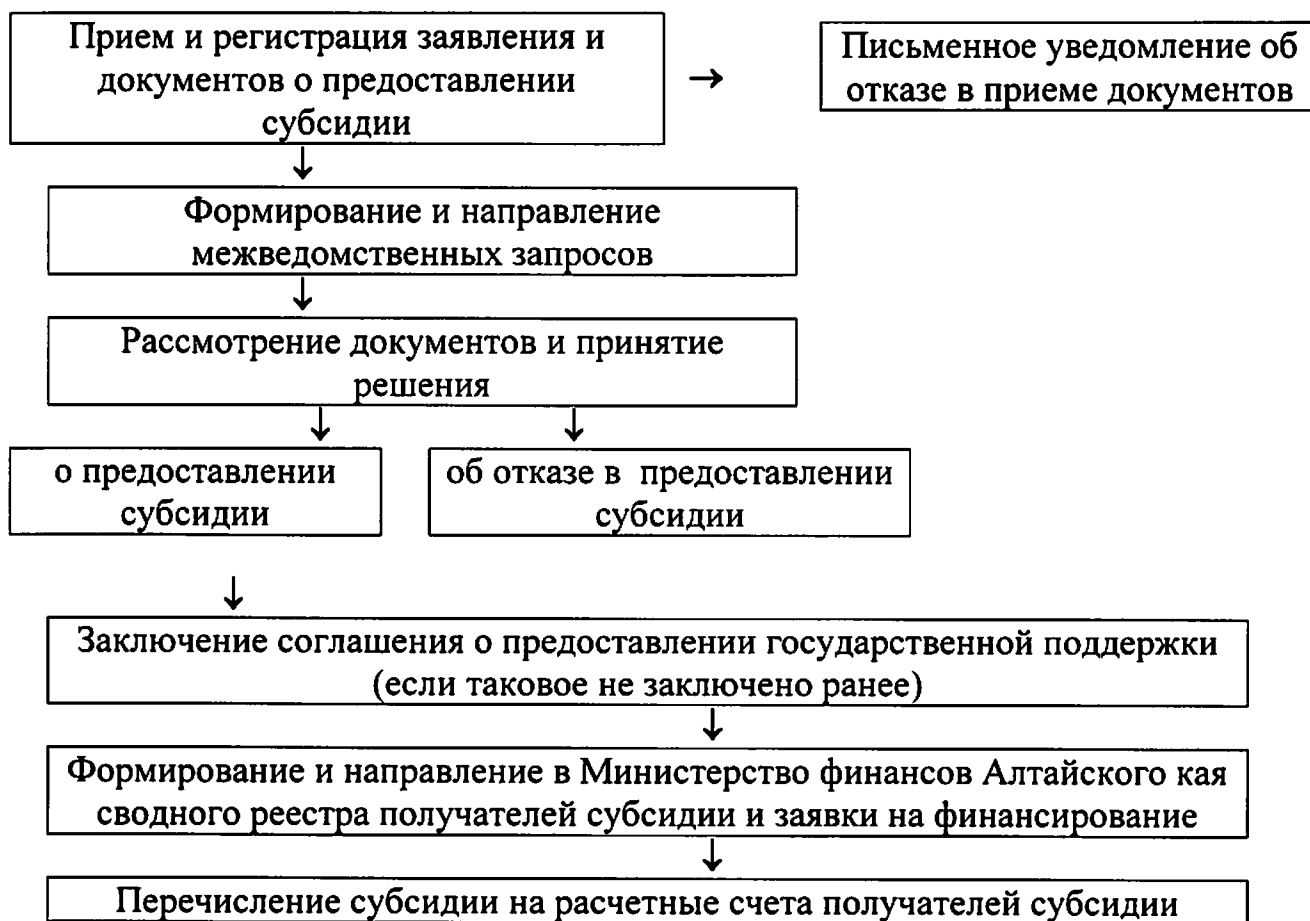 Прием и регистрация заявления и
документов о предоставлении
субсидии
→
Письменное уведомление об
отказе в приеме документов
↓
Формирование и направление
межведомственных запросов
↓
Рассмотрение документов и принятие
решения
↓ ↓
о предоставлении
субсидии
об отказе в предоставлении
субсидии
↓
Заключение соглашения о предоставлении государственной поддержки
(если таковое не заключено ранее)
↓
Формирование и направление в Министерство финансов Алтайского кая
сводного реестра получателей субсидии и заявки на финансирование
↓
Перечисление субсидии на расчетные счета получателей субсидии